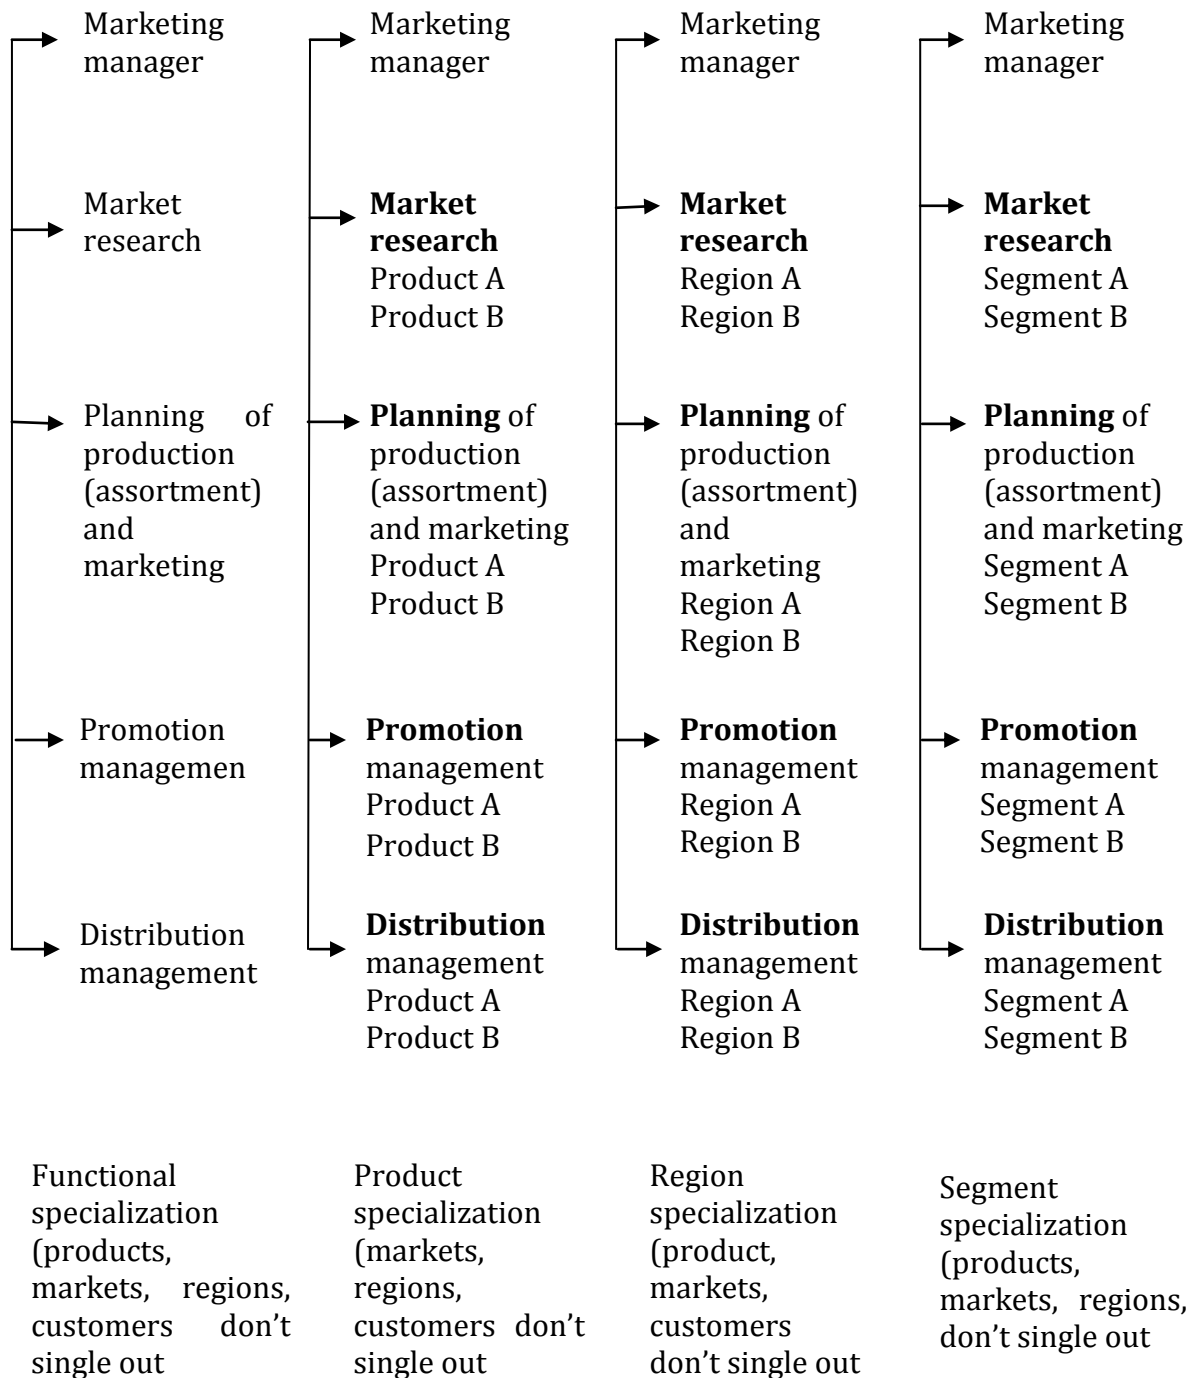 Marketing
manager
Market
research
Planning of
production
(assortment)
and
marketing
Promotion
managemen
Distribution
management
Functional
specialization
(products,
markets, regions,
customers don't
single out
Marketing
manager
Market
research
Product A
Product B
Planning of
production
(assortment)
and marketing
Product A
Product B
Promotion
management
Product A
Product B
Distribution
management
Product A
Product B
Product
specialization
(markets,
regions,
customers don't
single out
Marketing
manager
Market
research
Region A
Region B
Planning of
production
(assortment)
and
marketing
Region A
Region B
Promotion
management
Region A
Region B
Distribution
management
Region A
Region B
Region
specialization
(product,
markets,
customers
don't single out
Marketing
manager
Market
research
Segment A
Segment B
Planning of
production
(assortment)
and marketing
Segment A
Segment B
Promotion
management
Segment A
Segment B
Distribution
management
Segment A
Segment B
Segment
specialization
(products,
markets, regions,
don't single out